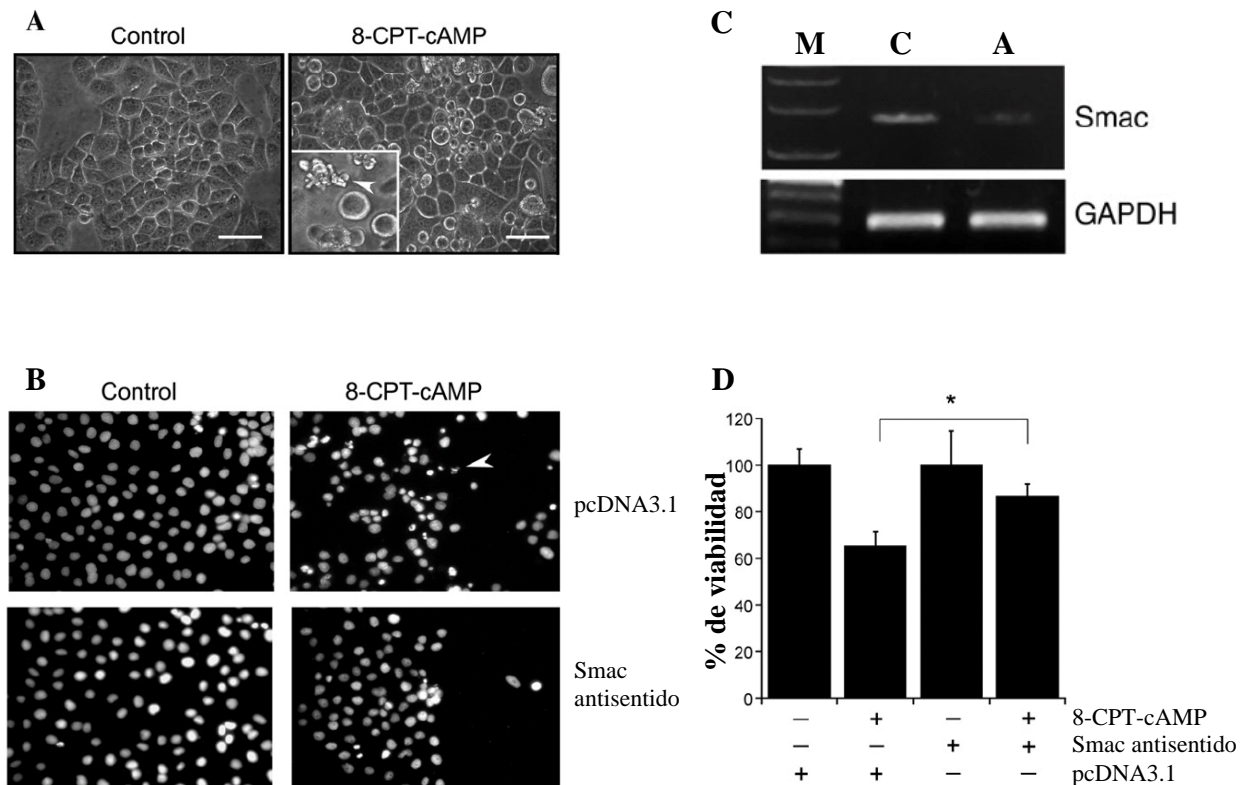 A
Control
8-CPT-cAMP
B
Control
8-CPT-cAMP
pcDNA3.1
Smac
antisentido
C
M C A
Smac
GAPDH
D
*
% de viabilidad
120
100
80
60
40
20
0
− + − + 8-CPT-cAMP
− − + + Smac antisentido
+ + − − pcDNA3.1